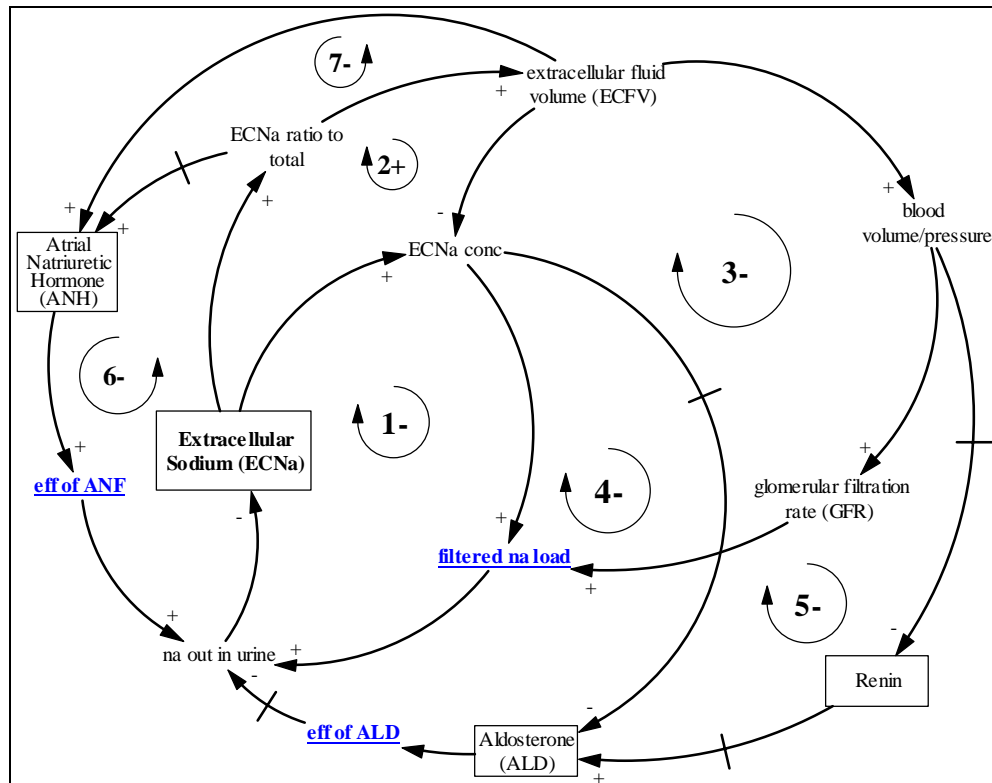 7-
extracellular fluid
volume (ECFV)
+
ECNa ratio to
total
2+
+
+
blood
volume/pressure
+
+
-
Atrial
Natriuretic
Hormone
(ANH)
ECNa conc
+
3-
6-
1-
Extracellular
Sodium (ECNa)
+
eff of ANF
-
4-
+
glomerular filtration
rate (GFR)
+
filtered na load
+
5-
+
na out in urine
+
-
-
Renin
eff of ALD
-
Aldosterone
(ALD)
+